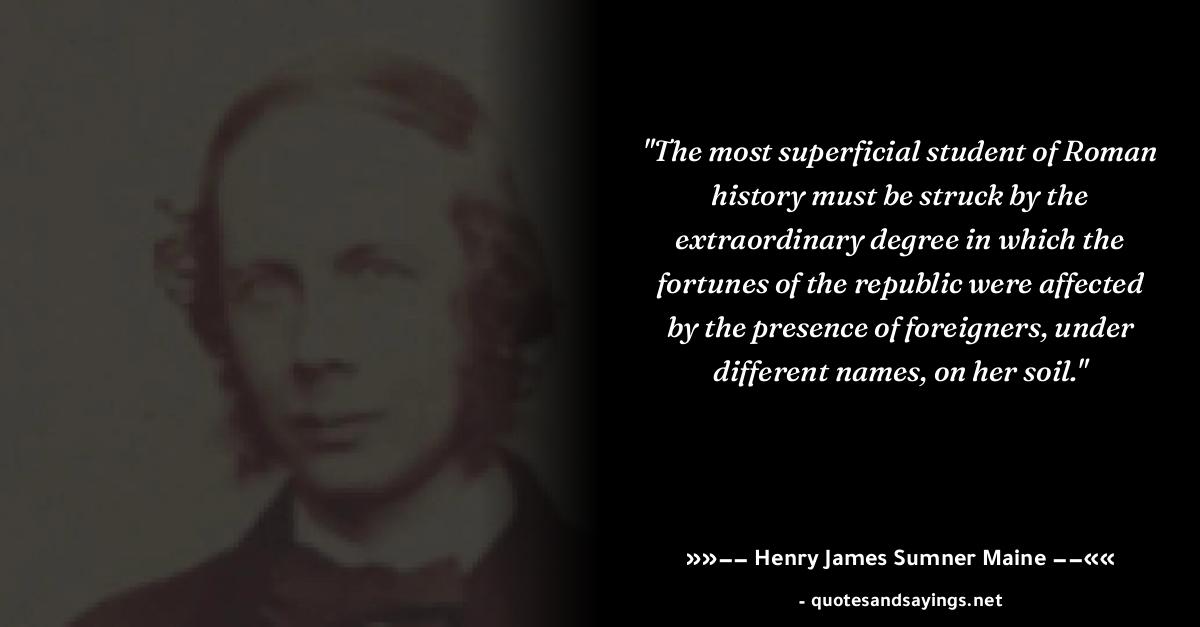 "The most superficial student of Roman
history must be struck by the
extraordinary degree in which the
fortunes of the republic were affected
by the presence of foreigners, under
different names, on her soil."
»»−− Henry James Sumner Maine −−««
- quotesandsayings.net